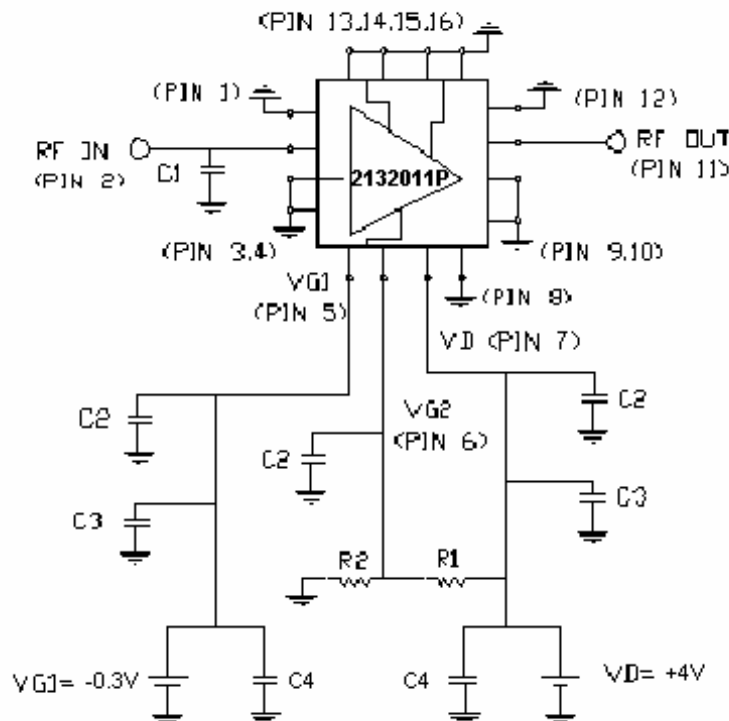 (PIN 13,14,15,16)
(PIN 1)
(PIN 12)
RF IN
C1
2132011P
RF OUT
(PIN 2)
(PIN 11)
(PIN 3,4)
(PIN 9,10)
VG1
(PIN 5)
(PIN 8)
VD (PIN 7)
C2
VG2
(PIN 6)
C2
C2
C3
C3
R2
R1
VG1= -0.3V
C4
C4
VD= +4V